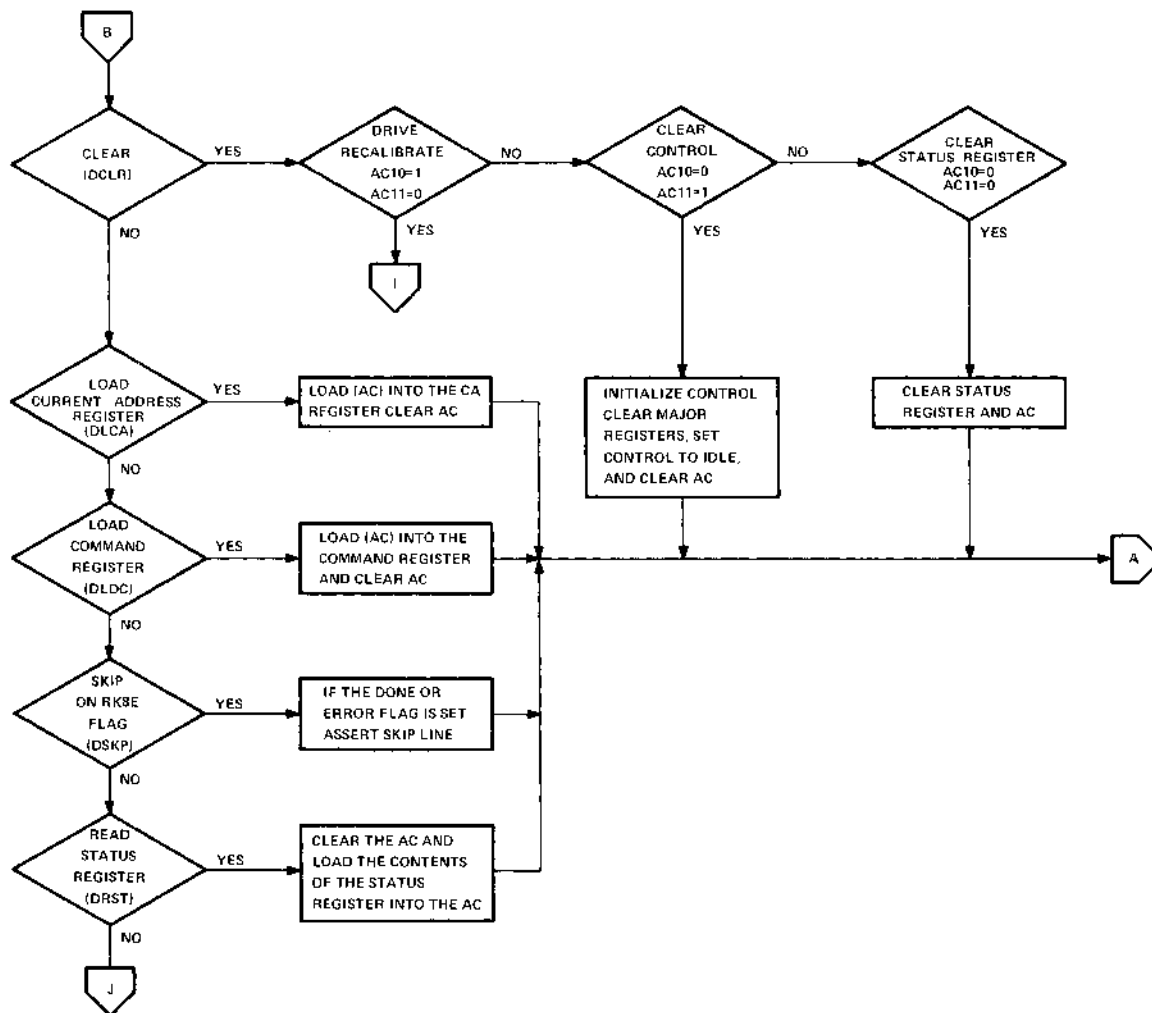 B
CLEAR
(DCLR)
YES
NO
DRIVE
RECALIBRATE
AC10=1
AC11=0
NO
YES
I
CLEAR
CONTROL
AC10=0
AC11=1
NO
YES
CLEAR
STATUS REGISTER
AC10=0
AC11=0
YES
LOAD
CURRENT ADDRESS
REGISTER
(DLCA)
YES
NO
LOAD (AC) INTO THE CA
REGISTER CLEAR AC
INITIALIZE CONTROL
CLEAR MAJOR
REGISTERS, SET
CONTROL TO IDLE,
AND CLEAR AC
CLEAR STATUS
REGISTER AND AC
LOAD
COMMAND
REGISTER
(DLDC)
YES
NO
LOAD (AC) INTO THE
COMMAND REGISTER
AND CLEAR AC
A
SKIP
ON RK8E
FLAG
(DSKP)
YES
NO
IF THE DONE OR
ERROR FLAG IS SET
ASSERT SKIP LINE
READ
STATUS
REGISTER
(DRST)
YES
NO
CLEAR THE AC AND
LOAD THE CONTENTS
OF THE STATUS
REGISTER INTO THE AC
J